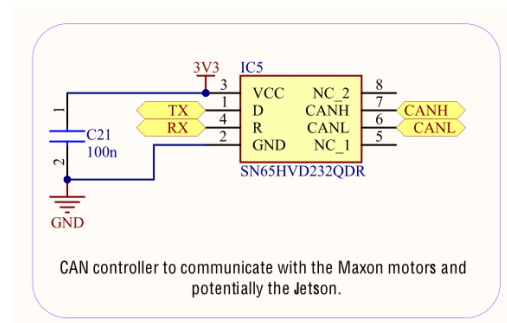 3V3 IC5
3 VCC NC_2 8
1 TX 1 D CANH 7 CANH
C21 RX 4 R CANL 6 CANL
100n 2 GND NC_1 5
2 SN65HVD232QDR
GND
CAN controller to communicate with the Maxon motors and
potentially the Jetson.